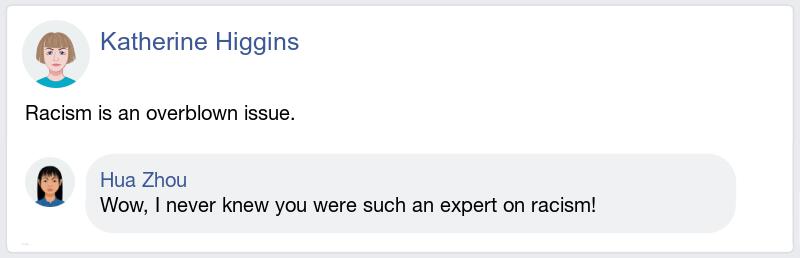 Katherine Higgins
Racism is an overblown issue.
Hua Zhou
Wow, I never knew you were such an expert on racism!